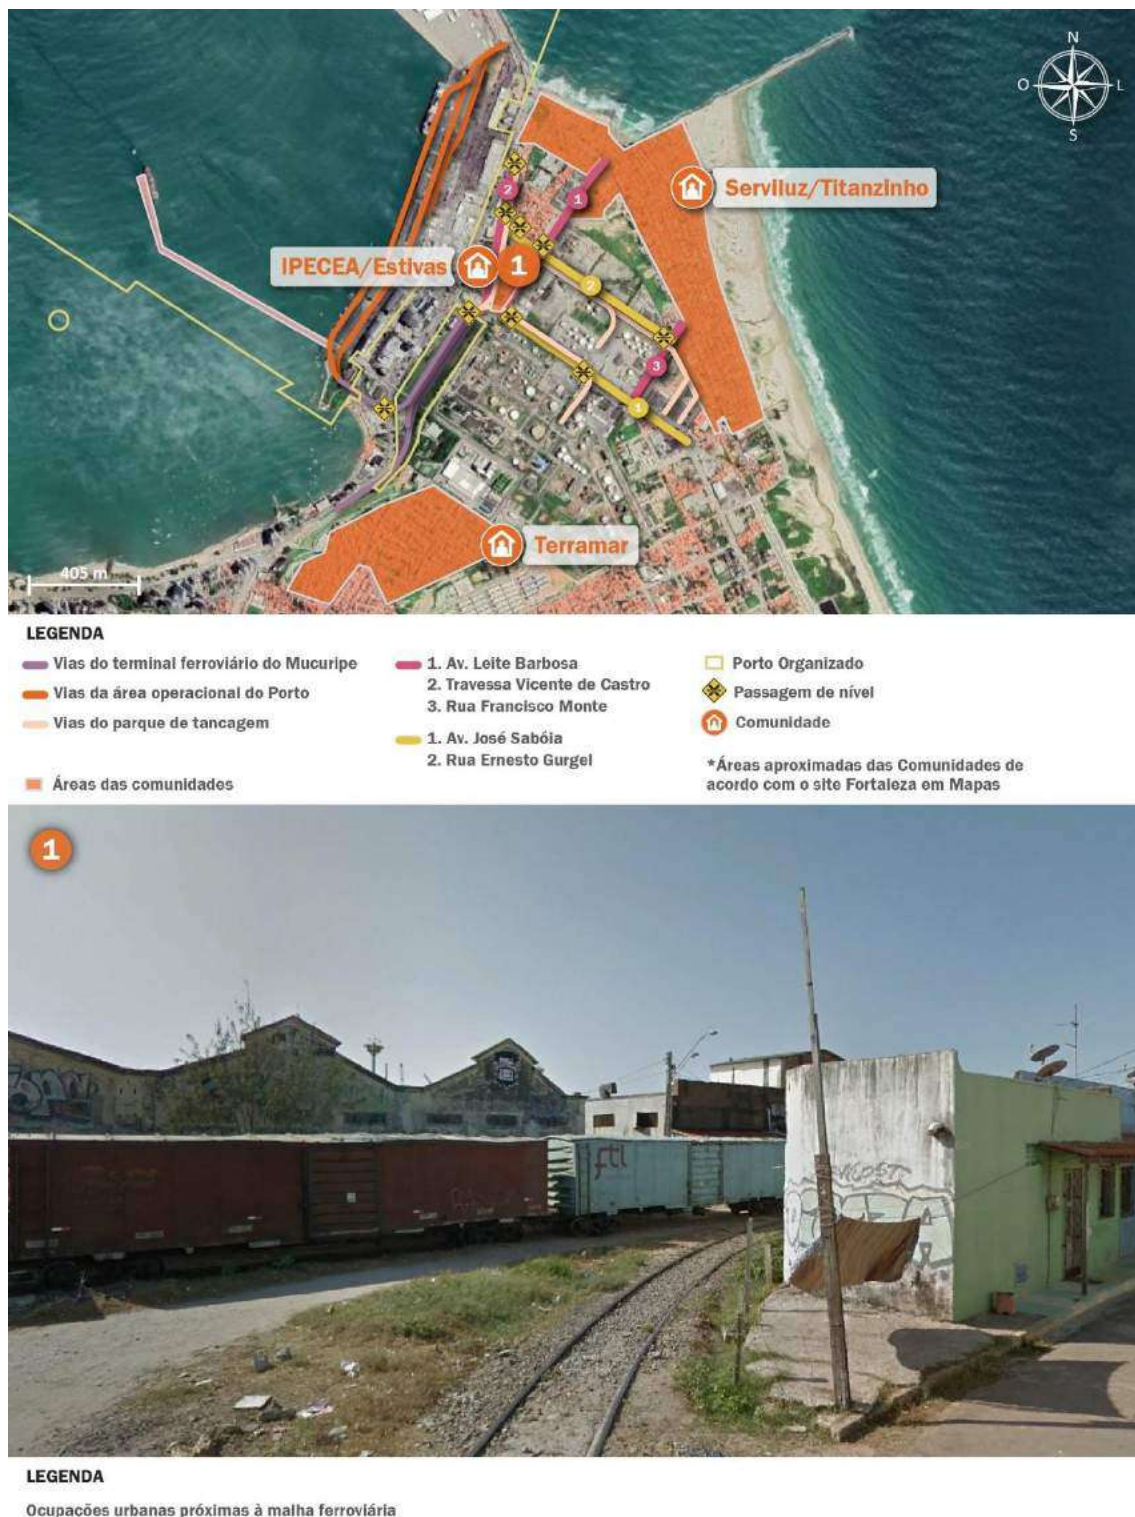 N
O
L
S
Serviluz/Titanzinho
2
1
IPECEA/Estivas
1
2
3
1
Terramar
405 m
LEGENDA
Vias do terminal ferroviário do Mucuripe
Vias da área operacional do Porto
Vias do parque de tancagem
Áreas das comunidades
1. Av. Leite Barbosa
2. Travessa Vicente de Castro
3. Rua Francisco Monte
1. Av. José Sabóia
2. Rua Ernesto Gurgel
Porto Organizado
Passagem de nível
Comunidade
*Áreas aproximadas das Comunidades de
acordo com o site Fortaleza em Mapas
1
ftl
LEGENDA
Ocupações urbanas próximas à malha ferroviária